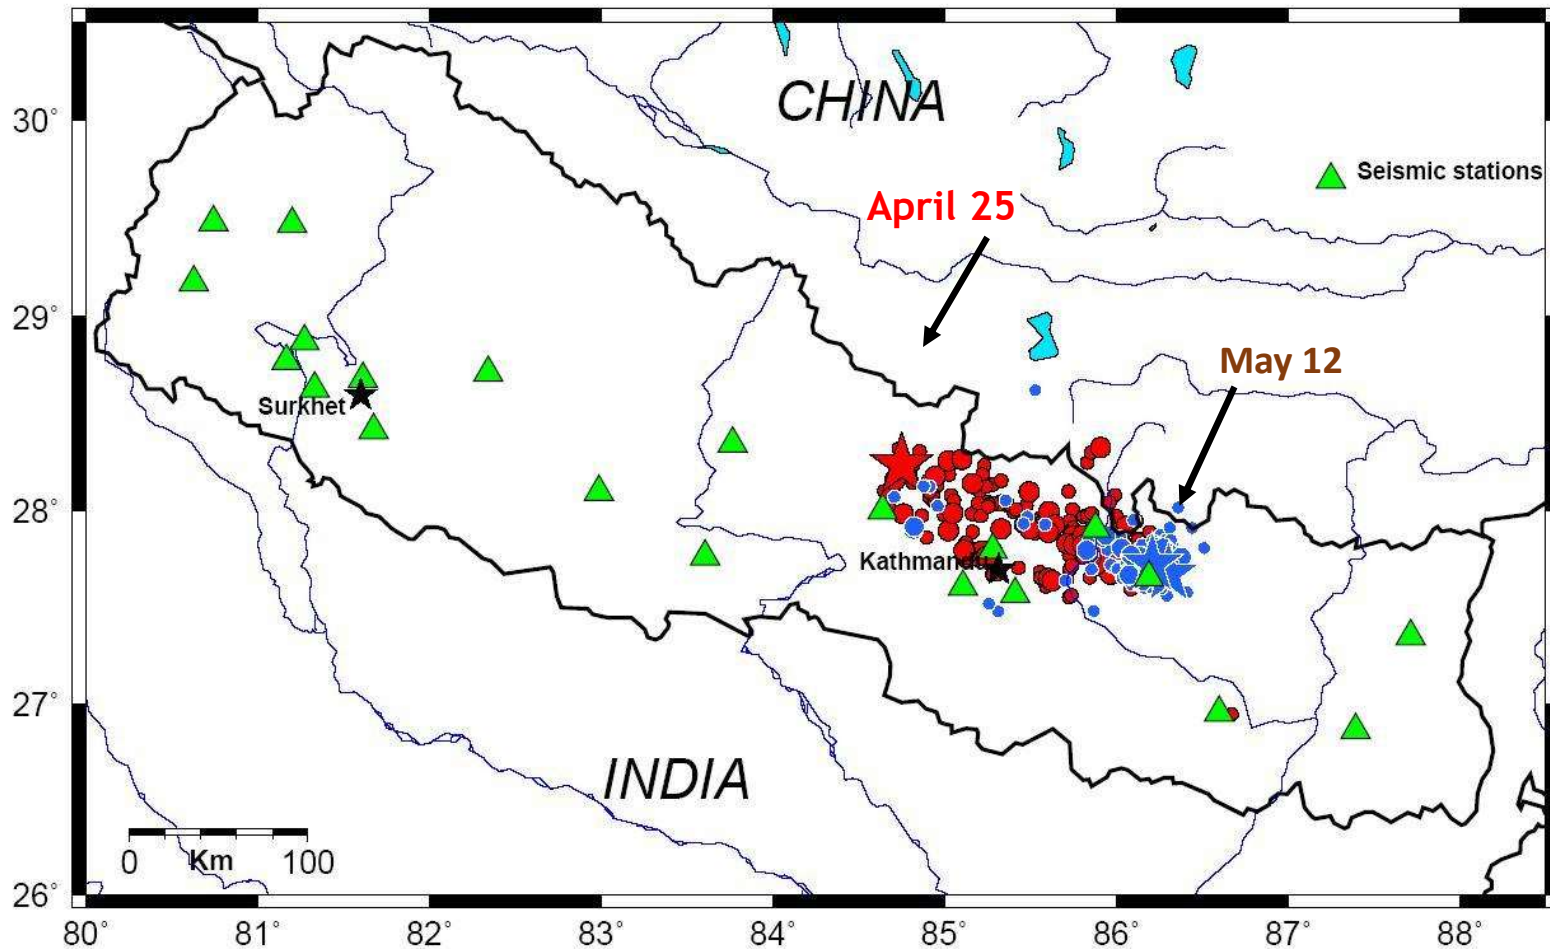 CHINA
30°
Seismic stations
April 25
29°
May 12
Surkhet
28°
Kathmandu
27°
INDIA
0 Km 100
26°
80° 81° 82° 83° 84° 85° 86° 87° 88°